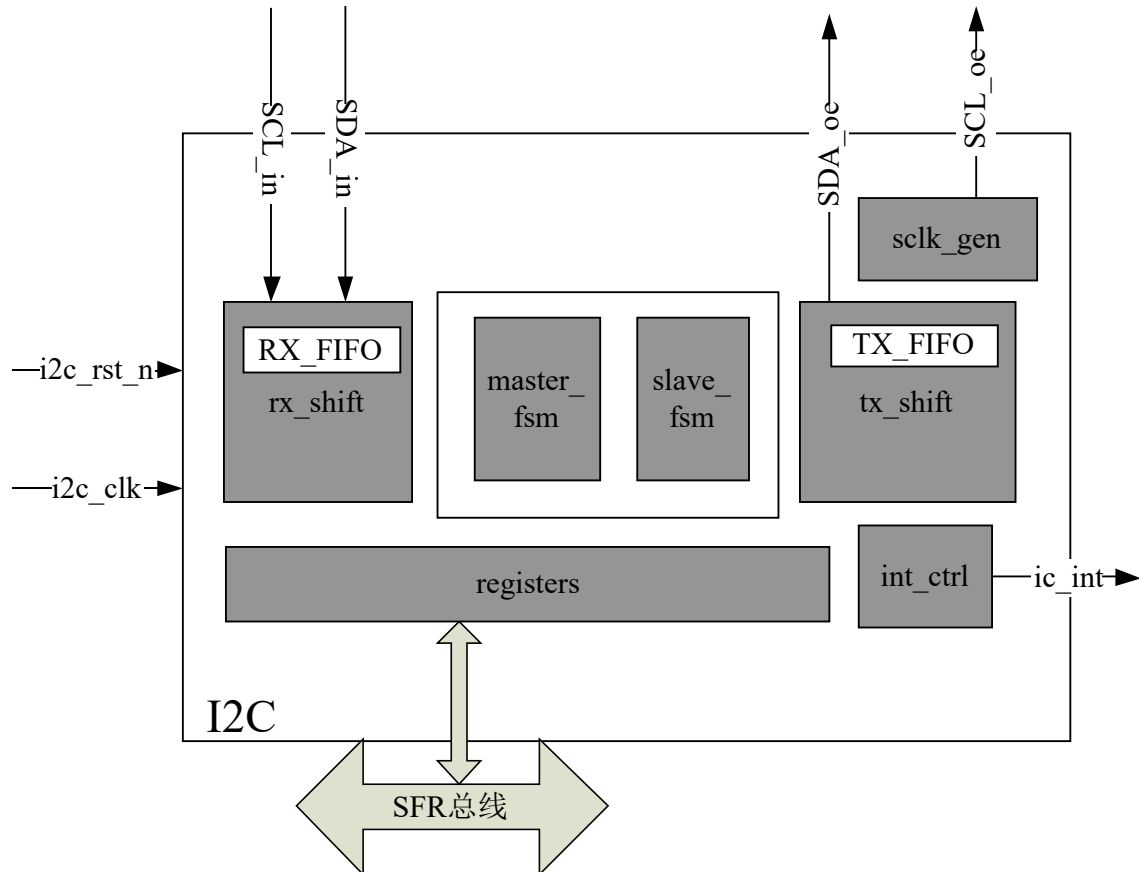 SCL_in
SDA_in
SDA_oe
SCL_oe
sclk_gen
RX_FIFO
rx_shift
master_
fsm
slave_
fsm
TX_FIFO
tx_shift
i2c_rst_n
i2c_clk
registers
int_ctrl
ic_int
I2C
SFR总线